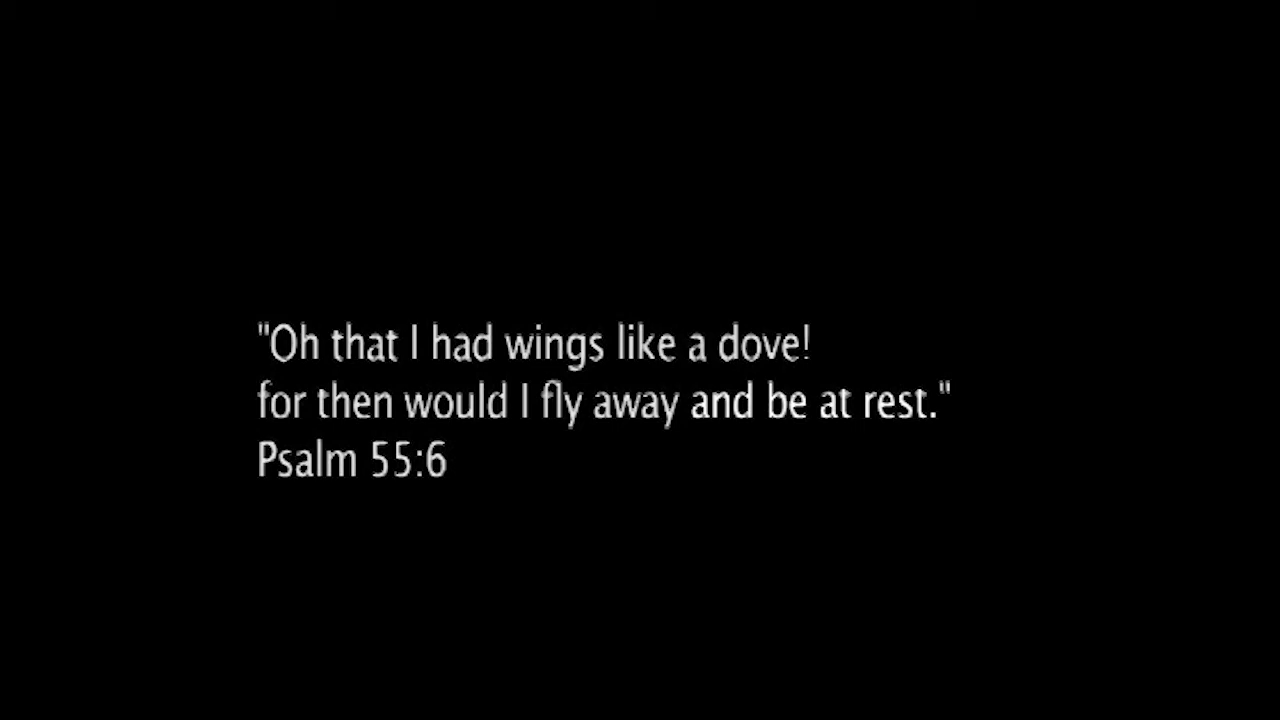 "Oh that I had wings like a dove!
for then would I fly away and be at rest."
Psalm 55:6